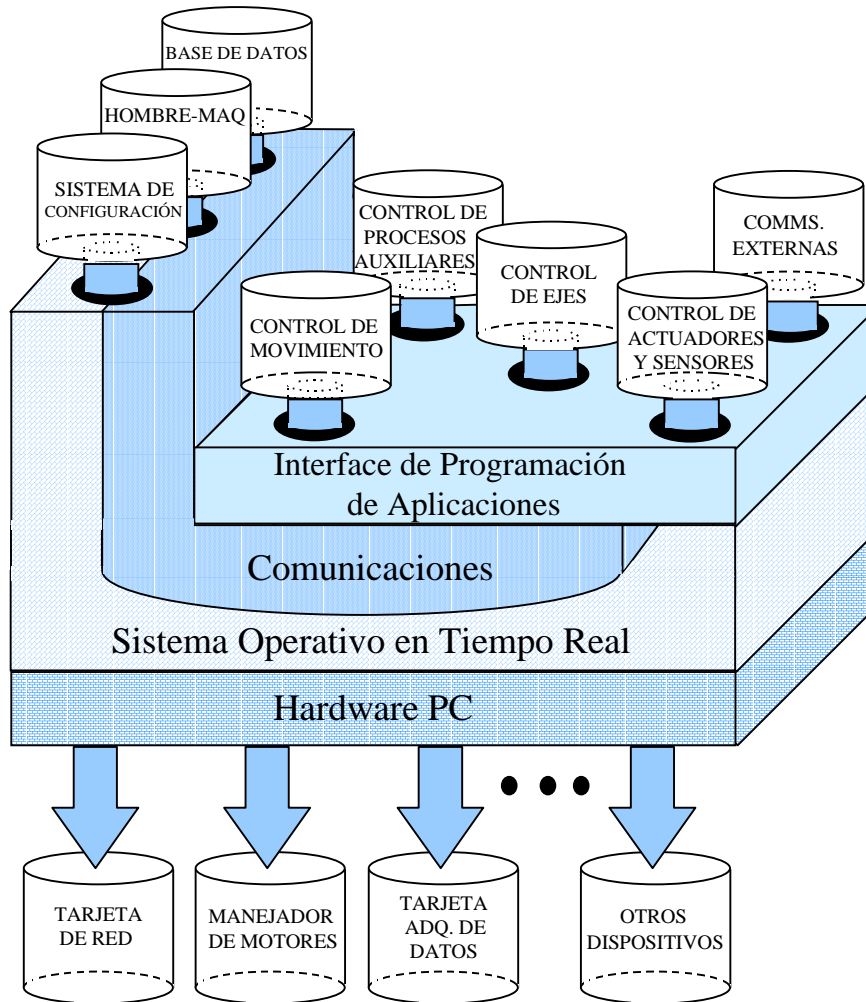 BASE DE DATOS
HOMBRE-MAQ
SISTEMA DE
CONFIGURACIÓN
CONTROL DE
PROCESOS
AUXILIARES
COMMS.
EXTERNAS
CONTROL
DE EJES
CONTROL DE
MOVIMIENTO
CONTROL DE
ACTUADORES
Y SENSORES
Interface de Programación
de Aplicaciones
Comunicaciones
Sistema Operativo en Tiempo Real
Hardware PC
TARJETA
DE RED
MANEJADOR
DE MOTORES
TARJETA
ADQ. DE
DATOS
OTROS
DISPOSITIVOS